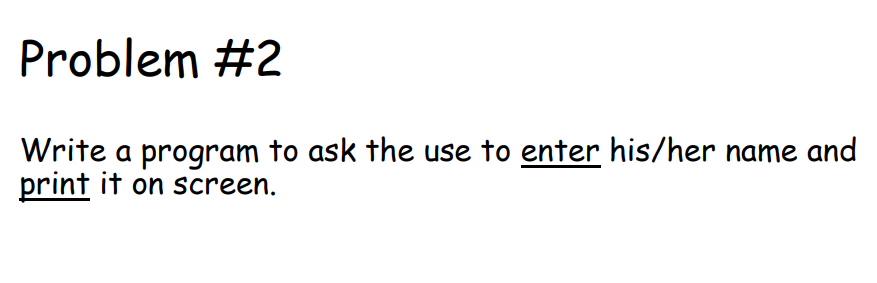 Problem #2
Write a program to ask the use to enter his/her name and
print it on screen.